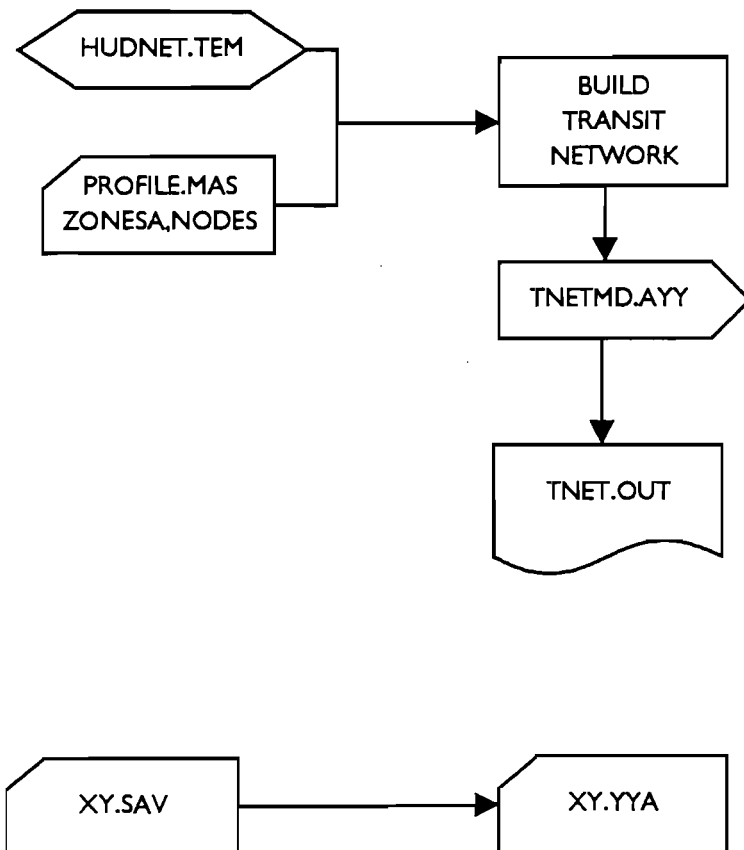 HUDNET.TEM
BUILD
TRANSIT
NETWORK
PROFILE.MAS
ZONESA,NODES
TNETMD.AYY
TNET.OUT
XY.SAV
XY.YYA